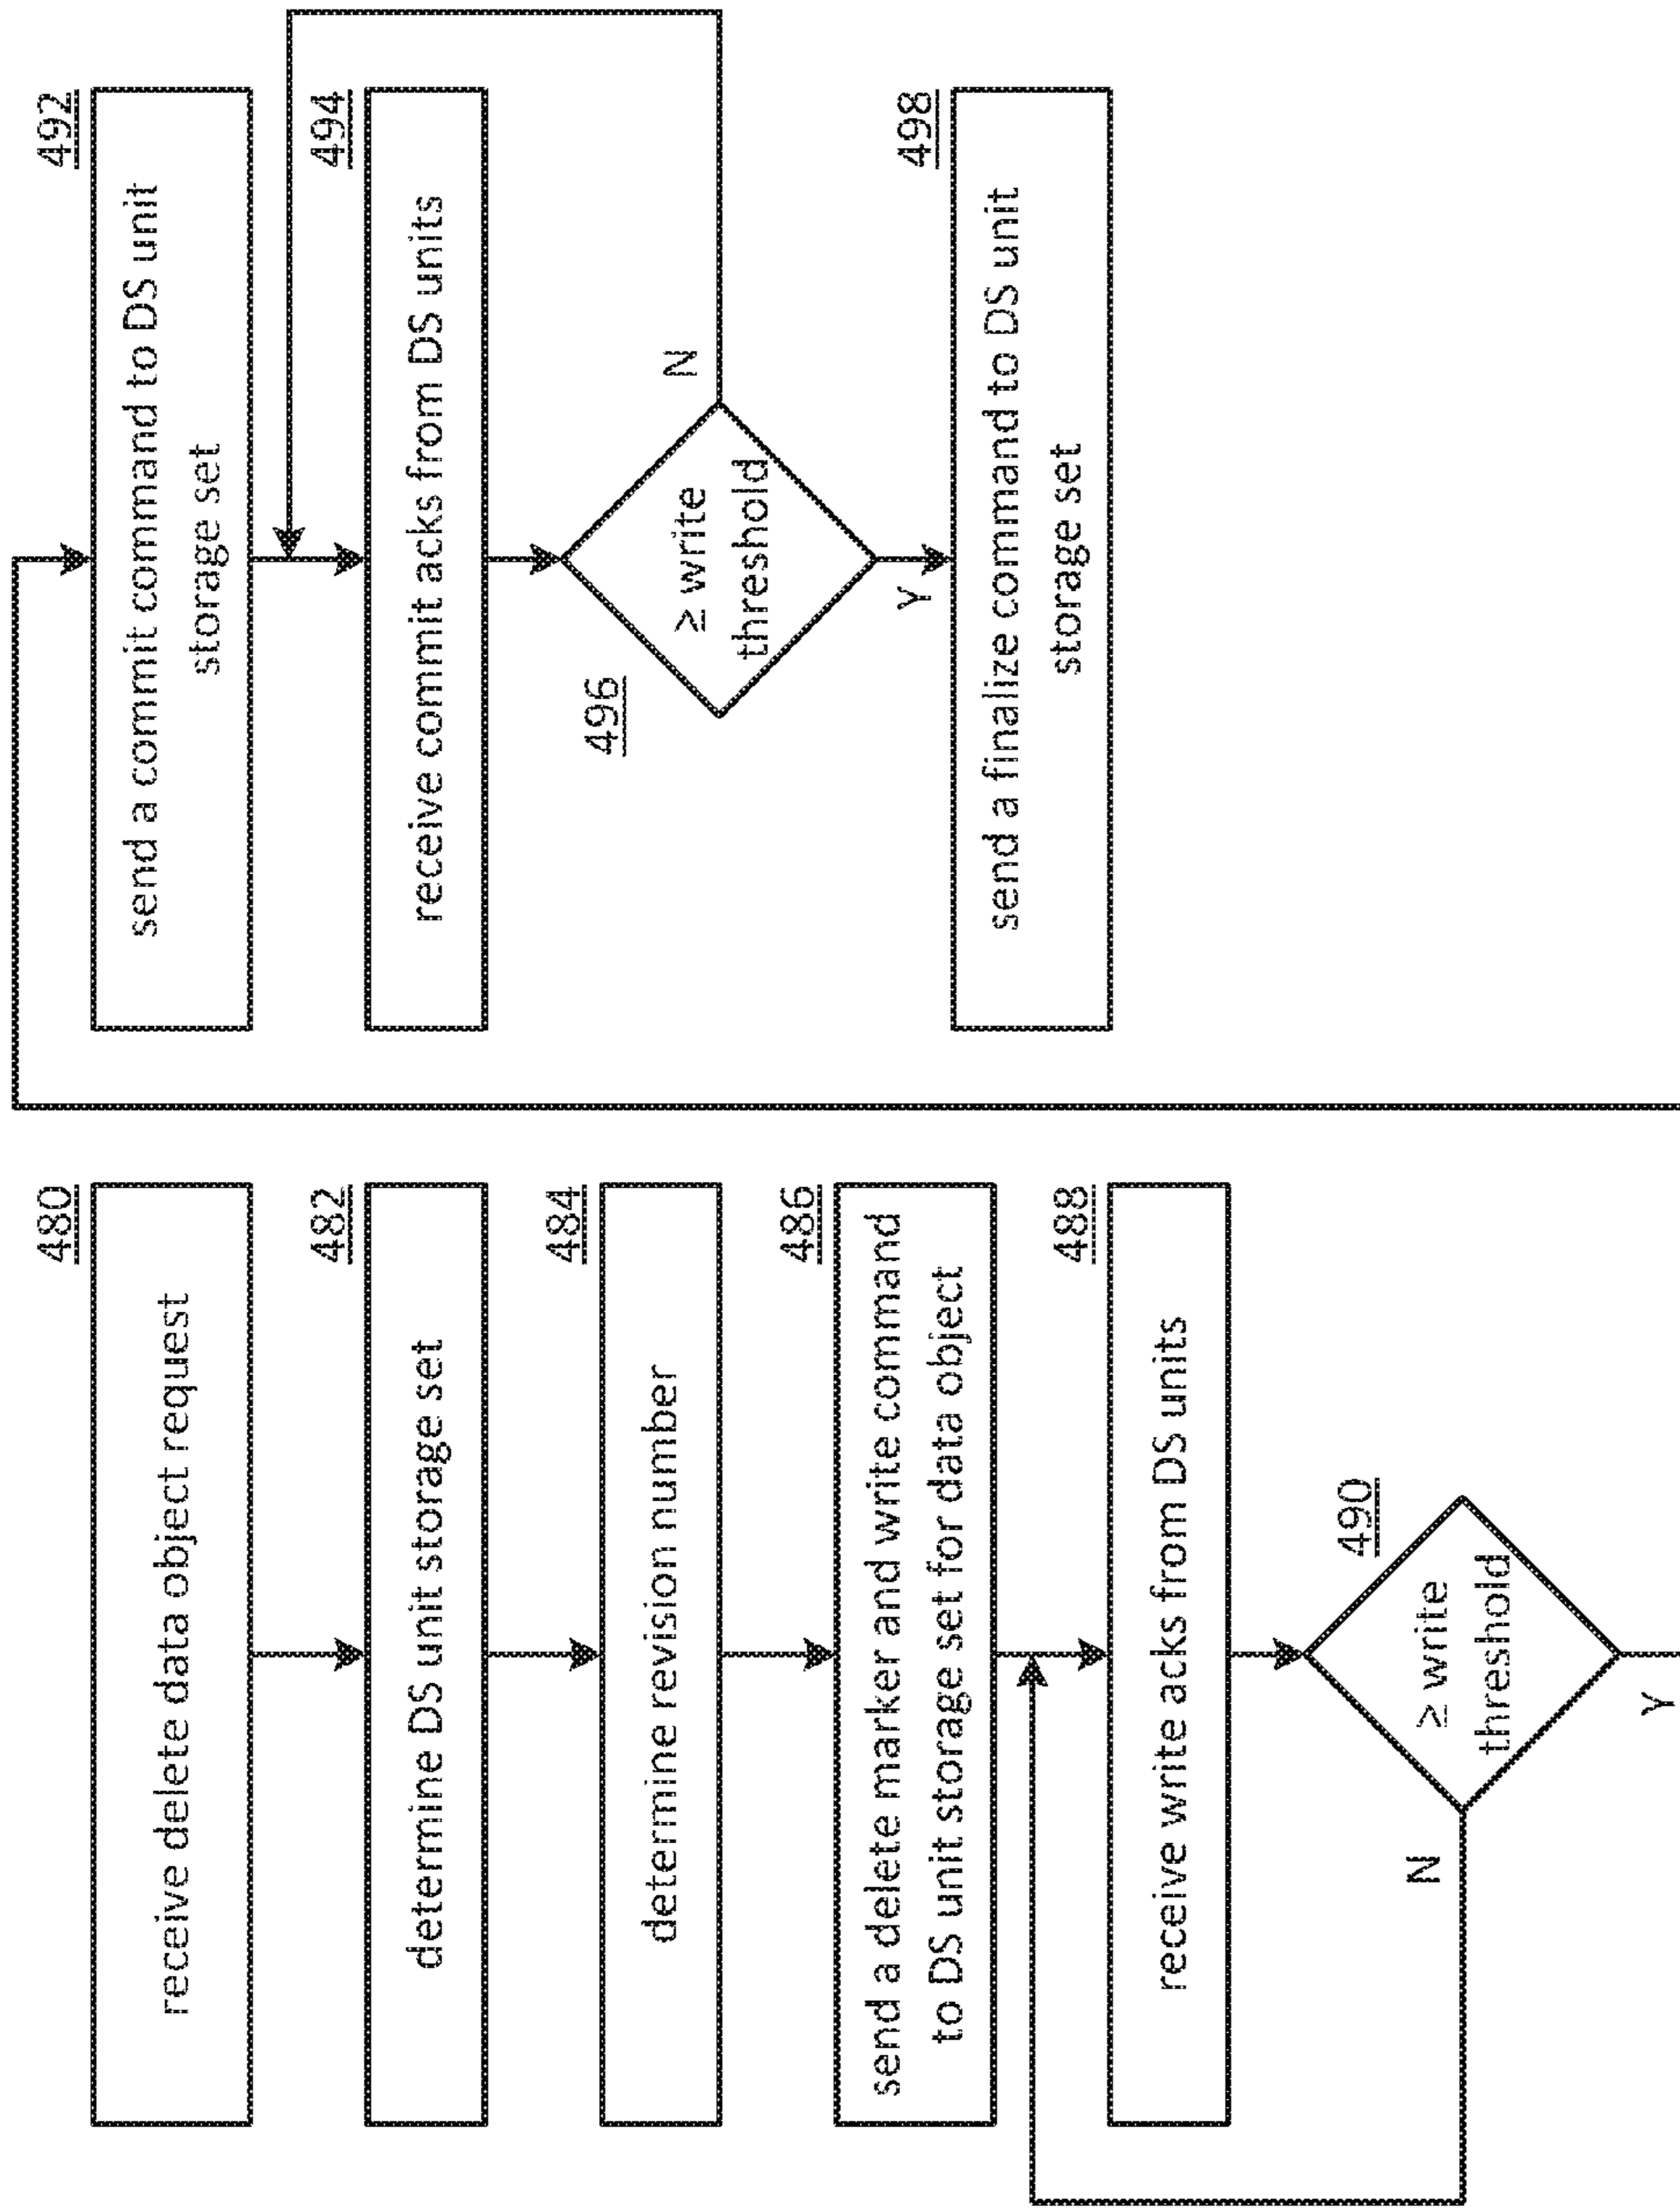 480
receive delete data object request
482
determine DS unit storage set
484
determine revision number
486
send a delete marker and write command
to DS unit storage set for data object
488
receive write acks from DS units
490
≥ write
threshold
N
Y
492
send a commit command to DS unit
storage set
494
receive commit acks from DS units
496
≥ write
threshold
N
Y
498
send a finalize command to DS unit
storage set